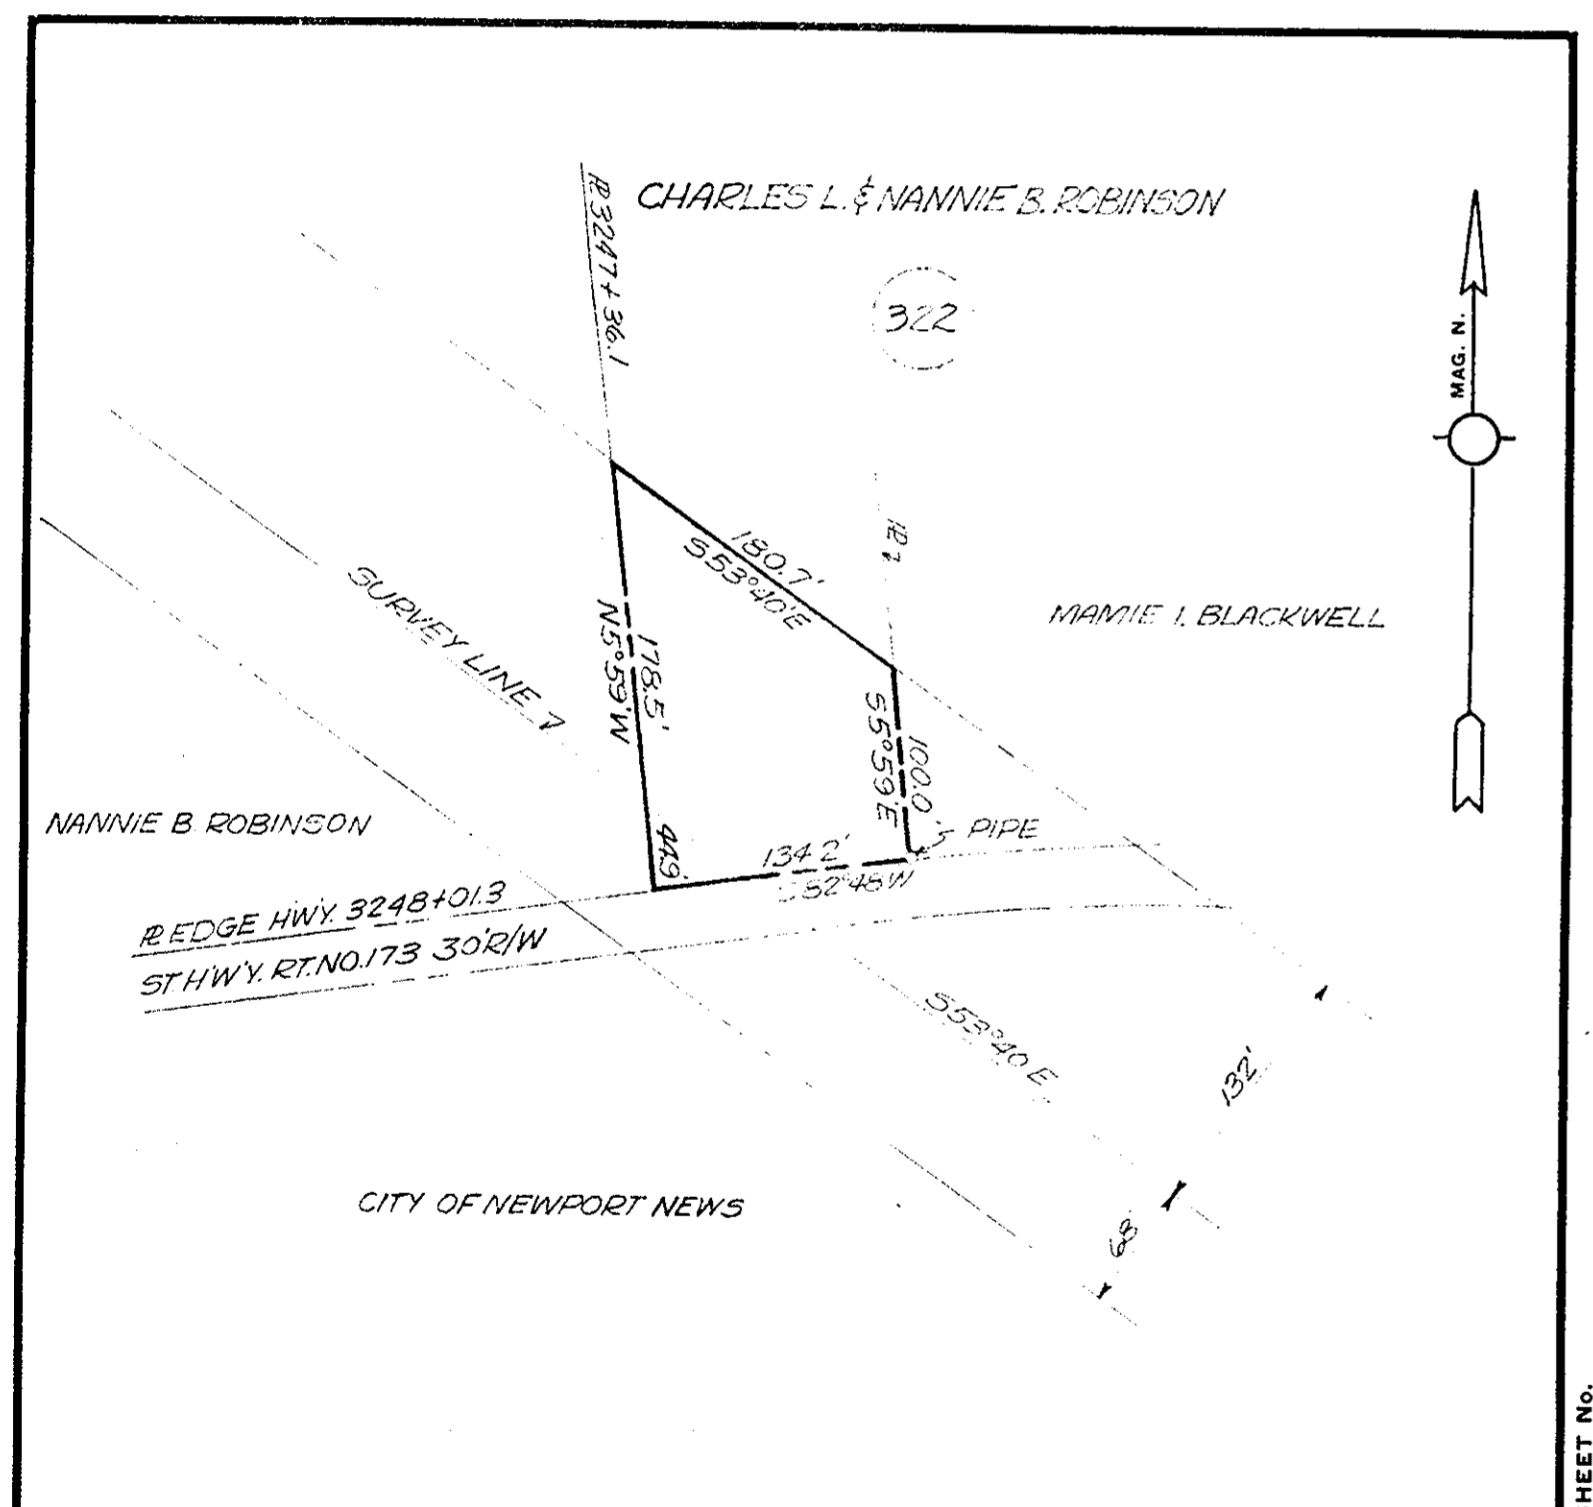 CHARLES L. & NANNIE B. ROBINSON
322
3247+36.1
MAG. N.
180.7'
S53°40'E
SURVEY LINE 7
178.5'
N5°59'W
MAMIE I. BLACKWELL
S5°59'E
100.0'
PIPE
NANNIE B. ROBINSON
44.9'
134.2'
S82°48'W
EDGE HWY. 3248+01.3
ST.HW'Y. RT.NO.173 30'R/W
S53°40'E
132'
68'
CITY OF NEWPORT NEWS
HEET No.